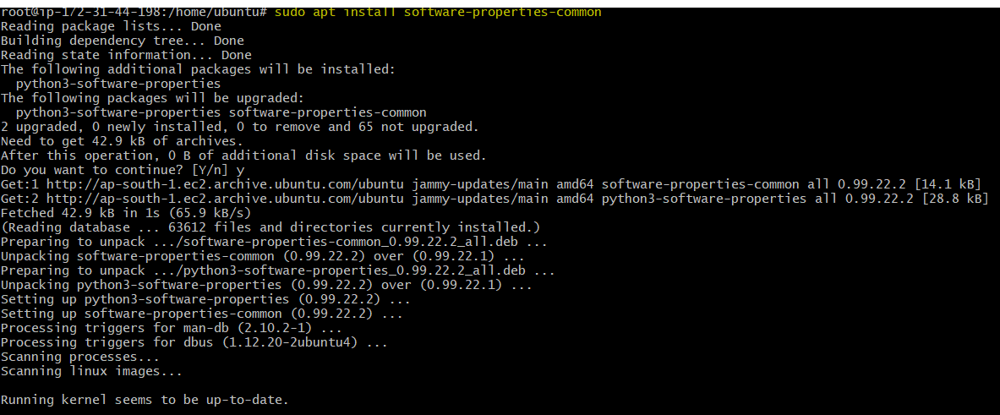 root@ip-172-31-44-198:/home/ubuntu# sudo apt install software-properties-common
Reading package lists... Done
Building dependency tree... Done
Reading state information... Done
The following additional packages will be installed:
  python3-software-properties
The following packages will be upgraded:
  python3-software-properties software-properties-common
2 upgraded, 0 newly installed, 0 to remove and 65 not upgraded.
Need to get 42.9 kB of archives.
After this operation, 0 B of additional disk space will be used.
Do you want to continue? [Y/n] y
Get:1 http://ap-south-1.ec2.archive.ubuntu.com/ubuntu jammy-updates/main amd64 software-properties-common all 0.99.22.2 [14.1 kB]
Get:2 http://ap-south-1.ec2.archive.ubuntu.com/ubuntu jammy-updates/main amd64 python3-software-properties all 0.99.22.2 [28.8 kB]
Fetched 42.9 kB in 1s (65.9 kB/s)
(Reading database ... 63612 files and directories currently installed.)
Preparing to unpack .../software-properties-common_0.99.22.2_all.deb ...
Unpacking software-properties-common (0.99.22.2) over (0.99.22.1) ...
Preparing to unpack .../python3-software-properties_0.99.22.2_all.deb ...
Unpacking python3-software-properties (0.99.22.2) over (0.99.22.1) ...
Setting up python3-software-properties (0.99.22.2) ...
Setting up software-properties-common (0.99.22.2) ...
Processing triggers for man-db (2.10.2-1) ...
Processing triggers for dbus (1.12.20-2ubuntu4) ...
Scanning processes...
Scanning linux images...

Running kernel seems to be up-to-date.